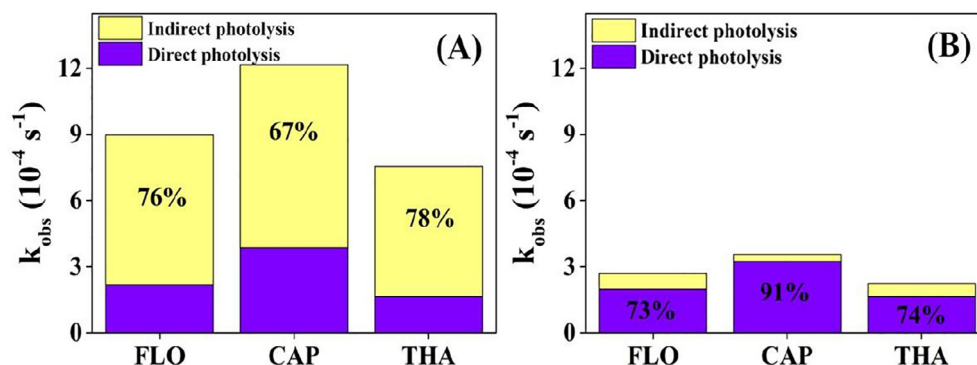 Indirect photolysis
Direct photolysis
(A)
12
9
6
3
0
k_obs (10^-4 s^-1)
76%
67%
78%
FLO CAP THA
Indirect photolysis
Direct photolysis
(B)
12
9
6
3
0
k_obs (10^-4 s^-1)
73%
91%
74%
FLO CAP THA